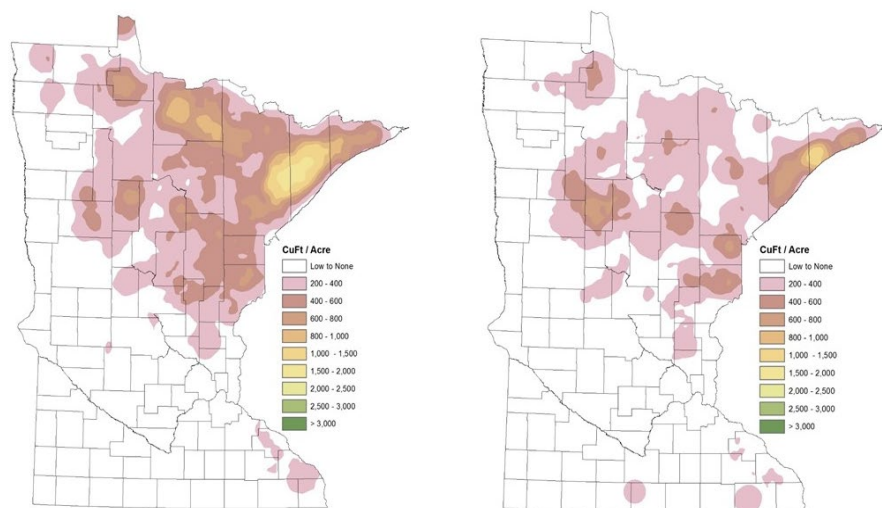 CuFt / Acre
Low to None
200 - 400
400 - 600
600 - 800
800 - 1,000
1,000 - 1,500
1,500 - 2,000
2,000 - 2,500
2,500 - 3,000
> 3,000
CuFt / Acre
Low to None
200 - 400
400 - 600
600 - 800
800 - 1,000
1,000 - 1,500
1,500 - 2,000
2,000 - 2,500
2,500 - 3,000
> 3,000